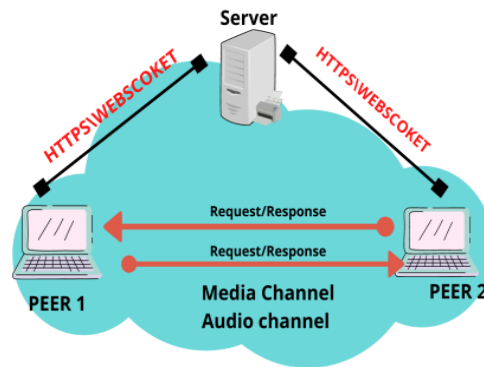 Server
HTTPS\WEBSCOKET
HTTPS\WEBSCOKET
Request/Response
Request/Response
PEER 1
PEER 2
Media Channel
Audio channel